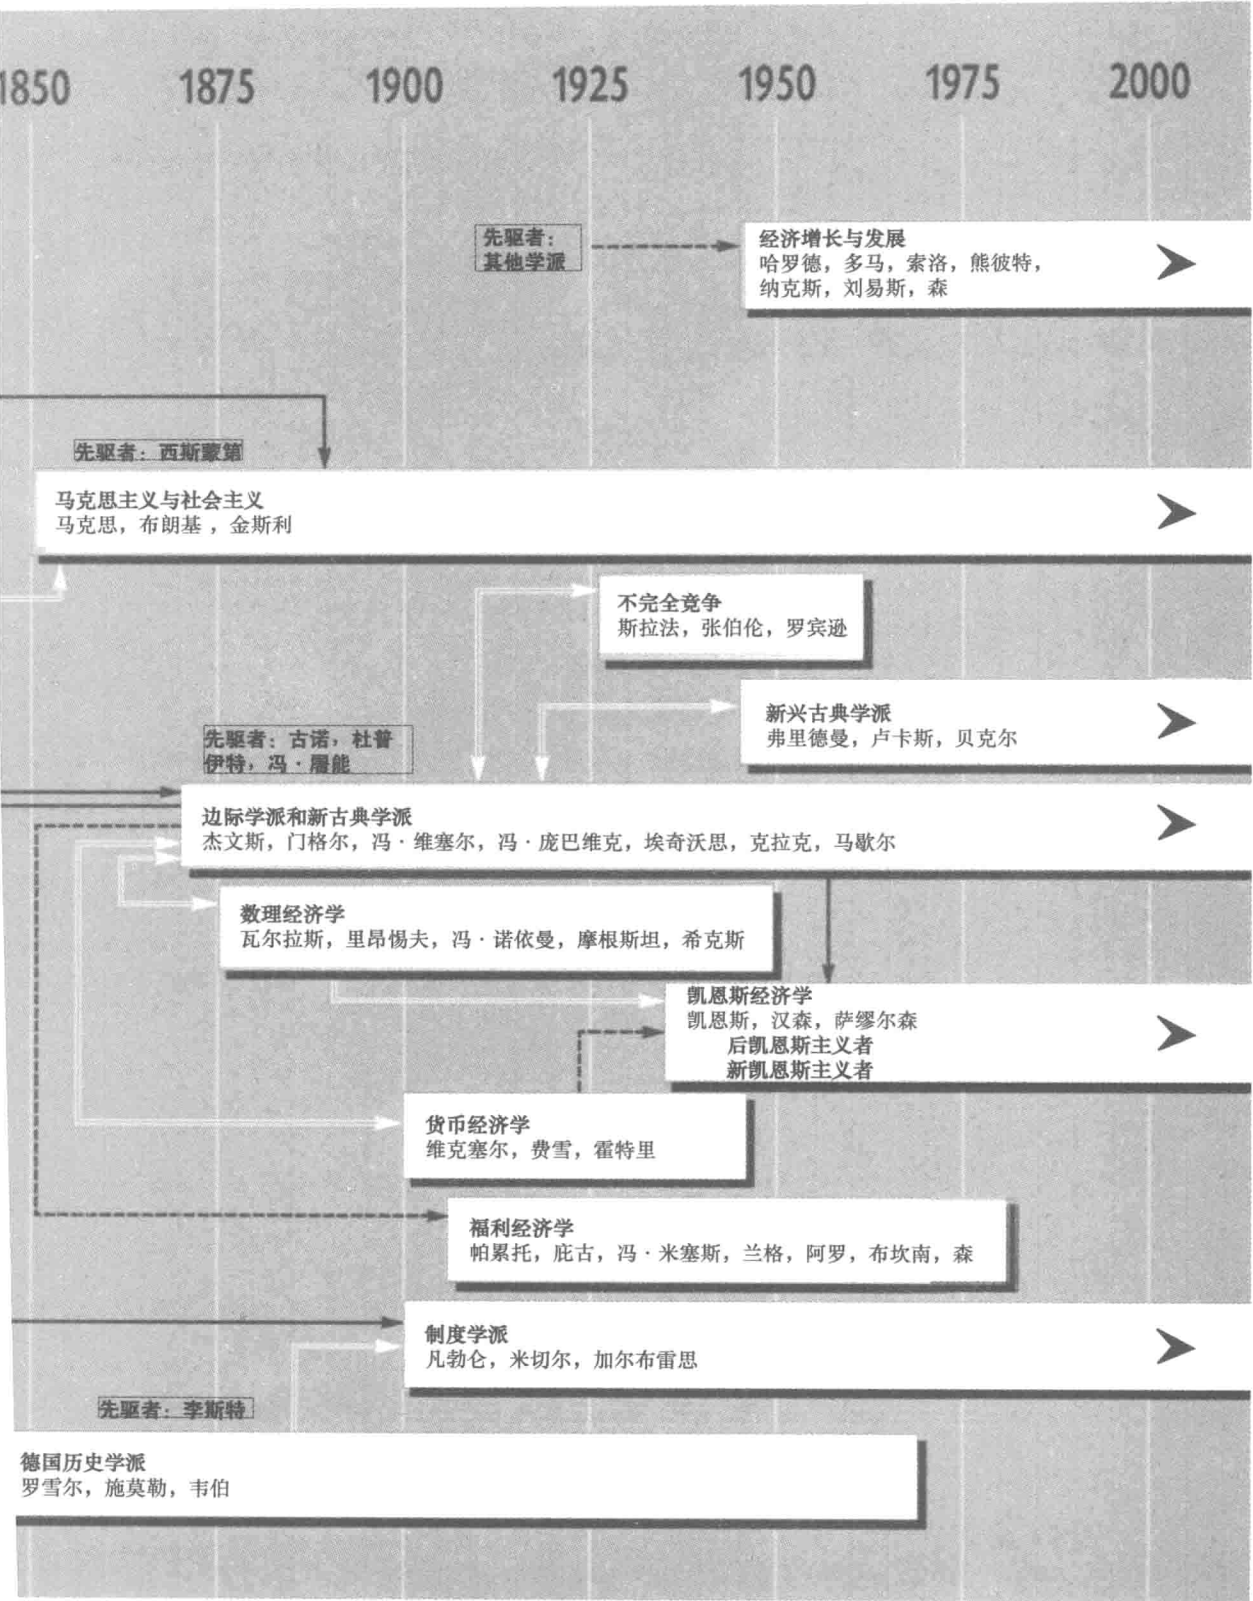 1850 1875 1900 1925 1950 1975 2000
先驱者：
其他学派
经济增长与发展
哈罗德，多马，索洛，熊彼特，
纳克斯，刘易斯，森
先驱者：西斯蒙第
马克思主义与社会主义
马克思，布朗基，金斯利
不完全竞争
斯拉法，张伯伦，罗宾逊
新兴古典学派
弗里德曼，卢卡斯，贝克尔
先驱者：古诺，杜普
伊特，冯·屠能
边际学派和新古典学派
杰文斯，门格尔，冯·维塞尔，冯·庞巴维克，埃奇沃思，克拉克，马歇尔
数理经济学
瓦尔拉斯，里昂惕夫，冯·诺依曼，摩根斯坦，希克斯
凯恩斯经济学
凯恩斯，汉森，萨缪尔森
后凯恩斯主义者
新凯恩斯主义者
货币经济学
维克塞尔，费雪，霍特里
福利经济学
帕累托，庇古，冯·米塞斯，兰格，阿罗，布坎南，森
制度学派
凡勃仑，米切尔，加尔布雷思
先驱者：李斯特
德国历史学派
罗雪尔，施莫勒，韦伯